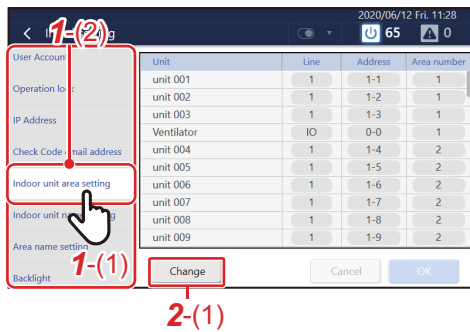 2020/06/12 Fri. 11:28
1-(2)
65
0
User Account
Operation lock
IP Address
Check Code email address
Indoor unit area setting
Area name setting
Backlight
Unit Line Address Area number
unit 001 1 1-1 1
unit 002 1 1-2 1
unit 003 1 1-3 1
Ventilator IO 0-0 1
unit 004 1 1-4 2
unit 005 1 1-5 2
unit 006 1 1-6 2
unit 007 1 1-7 2
unit 008 1 1-8 2
unit 009 1 1-9 2
1-(1)
Change Cancel OK
2-(1)